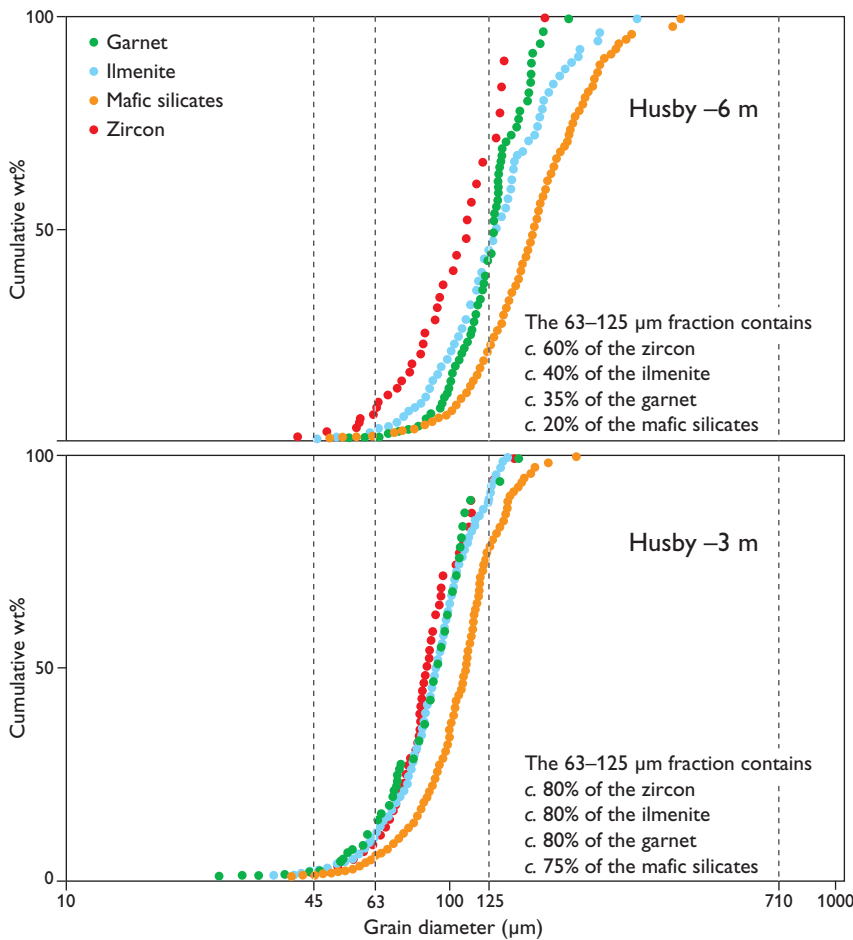 100
Garnet
Ilmenite
Mafic silicates
Zircon
Husby –6 m
Cumulative wt%
50
The 63–125 µm fraction contains
c. 60% of the zircon
c. 40% of the ilmenite
c. 35% of the garnet
c. 20% of the mafic silicates
100
Husby –3 m
Cumulative wt%
50
The 63–125 µm fraction contains
c. 80% of the zircon
c. 80% of the ilmenite
c. 80% of the garnet
c. 75% of the mafic silicates
0
10 45 63 100 125 710 1000
Grain diameter (µm)